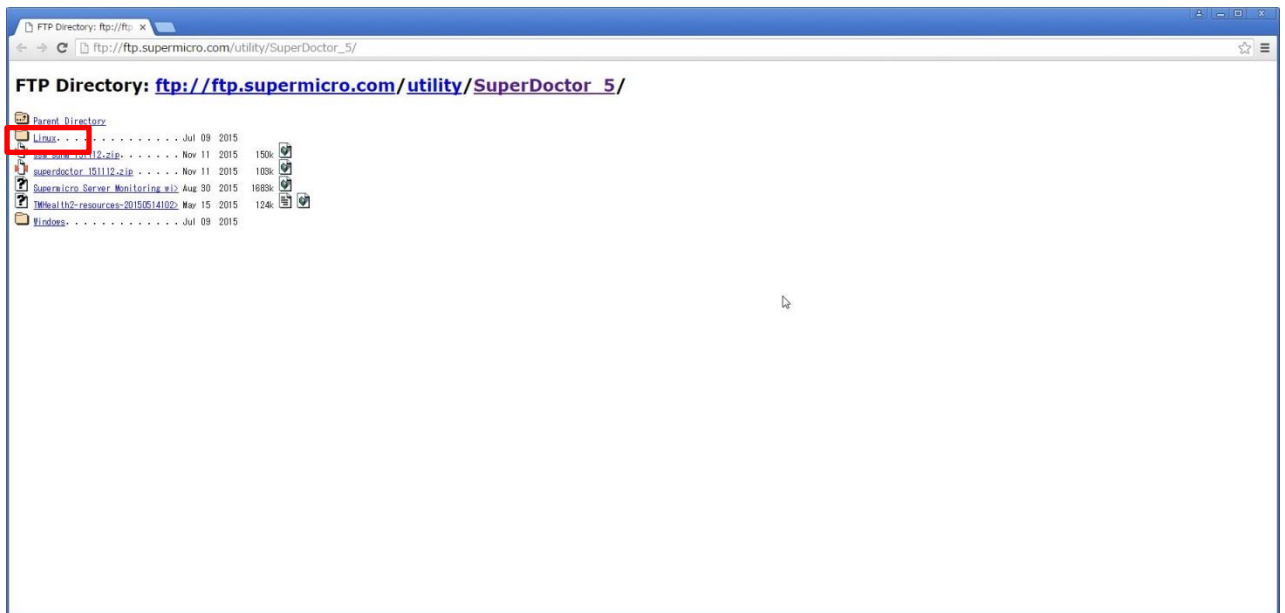 FTP Directory: ftp://ftp
ftp://ftp.supermicro.com/utility/SuperDoctor_5/
FTP Directory: ftp://ftp.supermicro.com/utility/SuperDoctor_5/
Parent Directory
Linux. . . . . . . . . . . . . . . Jul 09 2015
151112.zip. . . . . . . Nov 11 2015 150k
superdoctor_151112.zip . . . . . Nov 11 2015 103k
Supermicro Server Monitoring wi> Aug 30 2015 1683k
TMHealth2-resources-20150514102> May 15 2015 124k
Windows. . . . . . . . . . . . . . Jul 09 2015